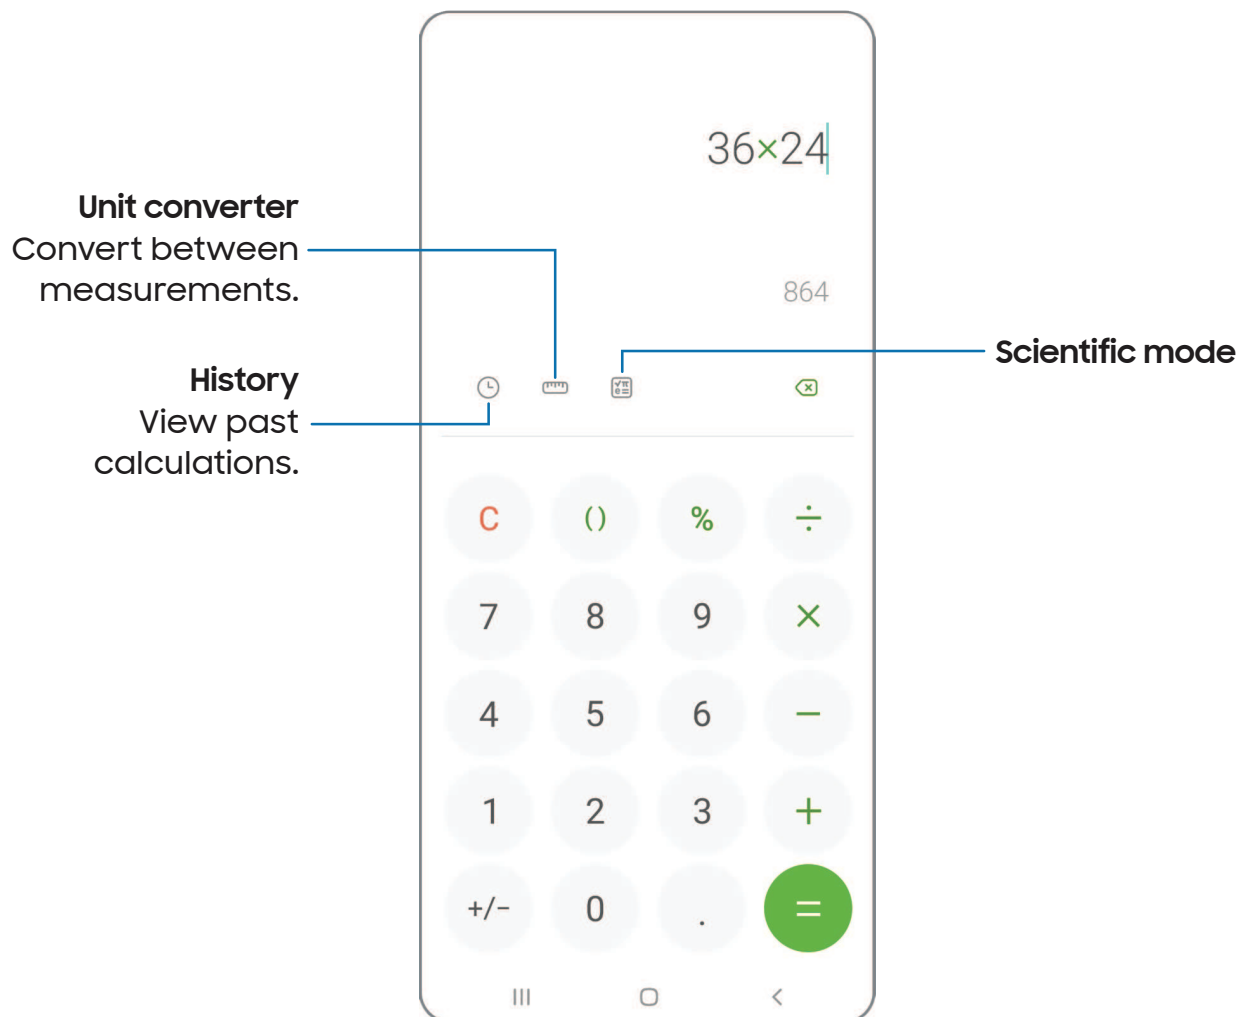 36×24
Unit converter
Convert between
measurements.
864
Scientific mode
History
View past
calculations.
C () % ÷
7 8 9 ×
4 5 6 −
1 2 3 +
+/− 0 . =